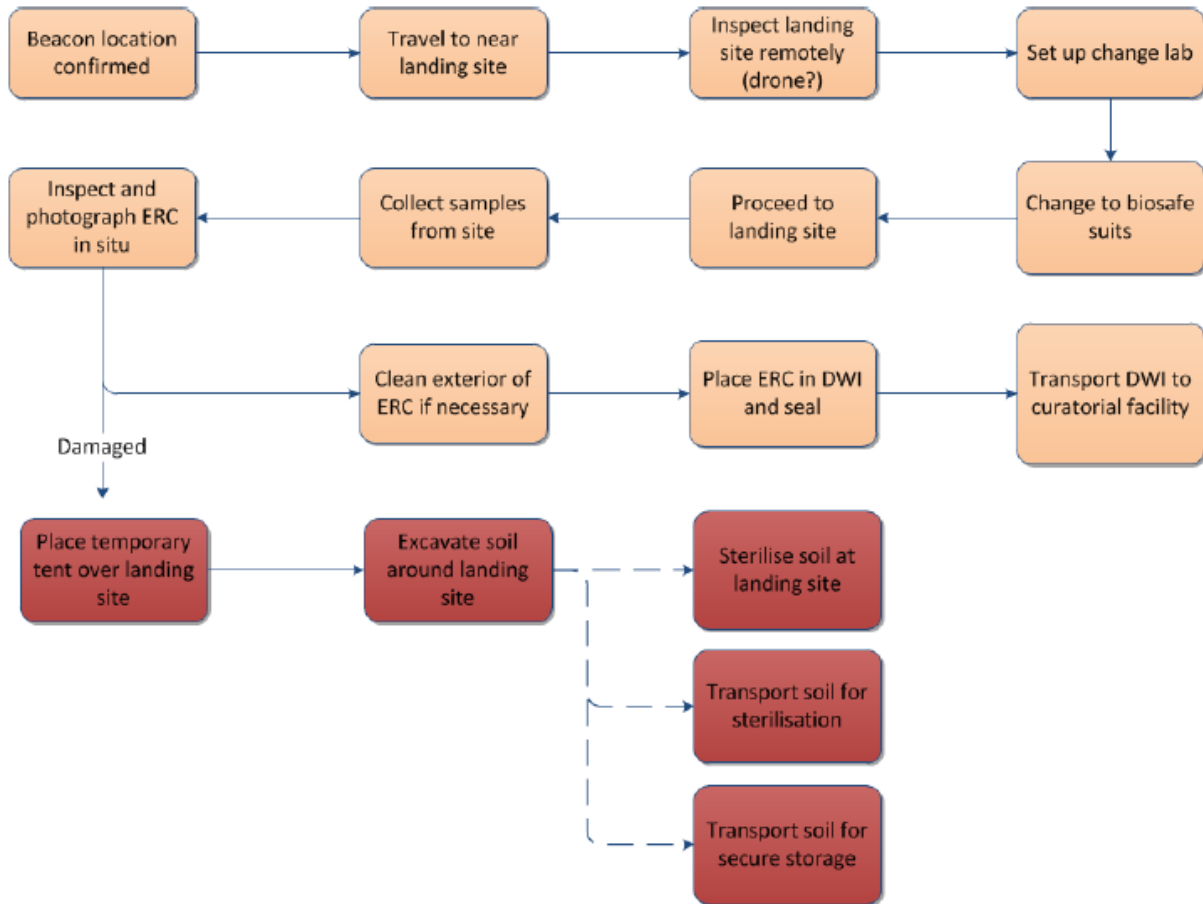 Beacon location
confirmed
Travel to near
landing site
Inspect landing
site remotely
(drone?)
Set up change lab
Change to biosafe
suits
Proceed to
landing site
Collect samples
from site
Inspect and
photograph ERC
in situ
Clean exterior of
ERC if necessary
Place ERC in DWI
and seal
Transport DWI to
curatorial facility
Damaged
Place temporary
tent over landing
site
Excavate soil
around landing
site
Sterilise soil at
landing site
Transport soil for
sterilisation
Transport soil for
secure storage